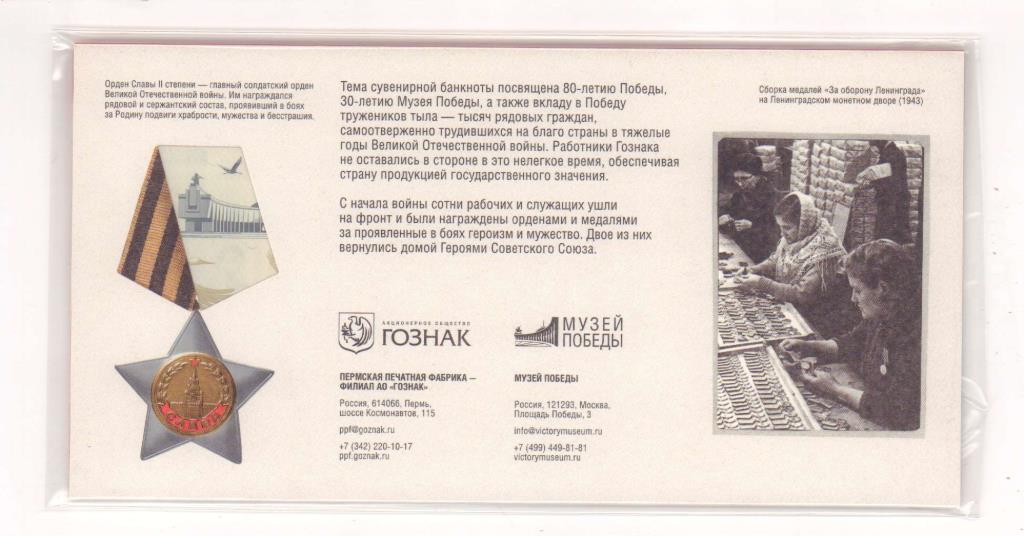 Орден Славы II степени — главный солдатский орден
Великой Отечественной войны. Им награждался
рядовой и сержантский состав, проявивший в боях
за Родину подвиги храбрости, мужества и бесстрашия.
СЛАВА
Тема сувенирной банкноты посвящена 80-летию Победы,
30-летию Музея Победы, а также вкладу в Победу
тружеников тыла — тысяч рядовых граждан,
самоотверженно трудившихся на благо страны в тяжелые
годы Великой Отечественной войны. Работники Гознака
не оставались в стороне в это нелегкое время, обеспечивая
страну продукцией государственного значения.
С начала войны сотни рабочих и служащих ушли
на фронт и были награждены орденами и медалями
за проявленные в боях героизм и мужество. Двое из них
вернулись домой Героями Советского Союза.
АКЦИОНЕРНОЕ ОБЩЕСТВО
ГОЗНАК
ПЕРМСКАЯ ПЕЧАТНАЯ ФАБРИКА –
ФИЛИАЛ АО «ГОЗНАК»
Россия, 614066, Пермь,
шоссе Космонавтов, 115
ppf@goznak.ru
+7 (342) 220-10-17
ppf.goznak.ru
МУЗЕЙ
ПОБЕДЫ
МУЗЕЙ ПОБЕДЫ
Россия, 121293, Москва,
Площадь Победы, 3
info@victorymuseum.ru
+7 (499) 449-81-81
victorymuseum.ru
Сборка медалей «За оборону Ленинграда»
на Ленинградском монетном дворе (1943)